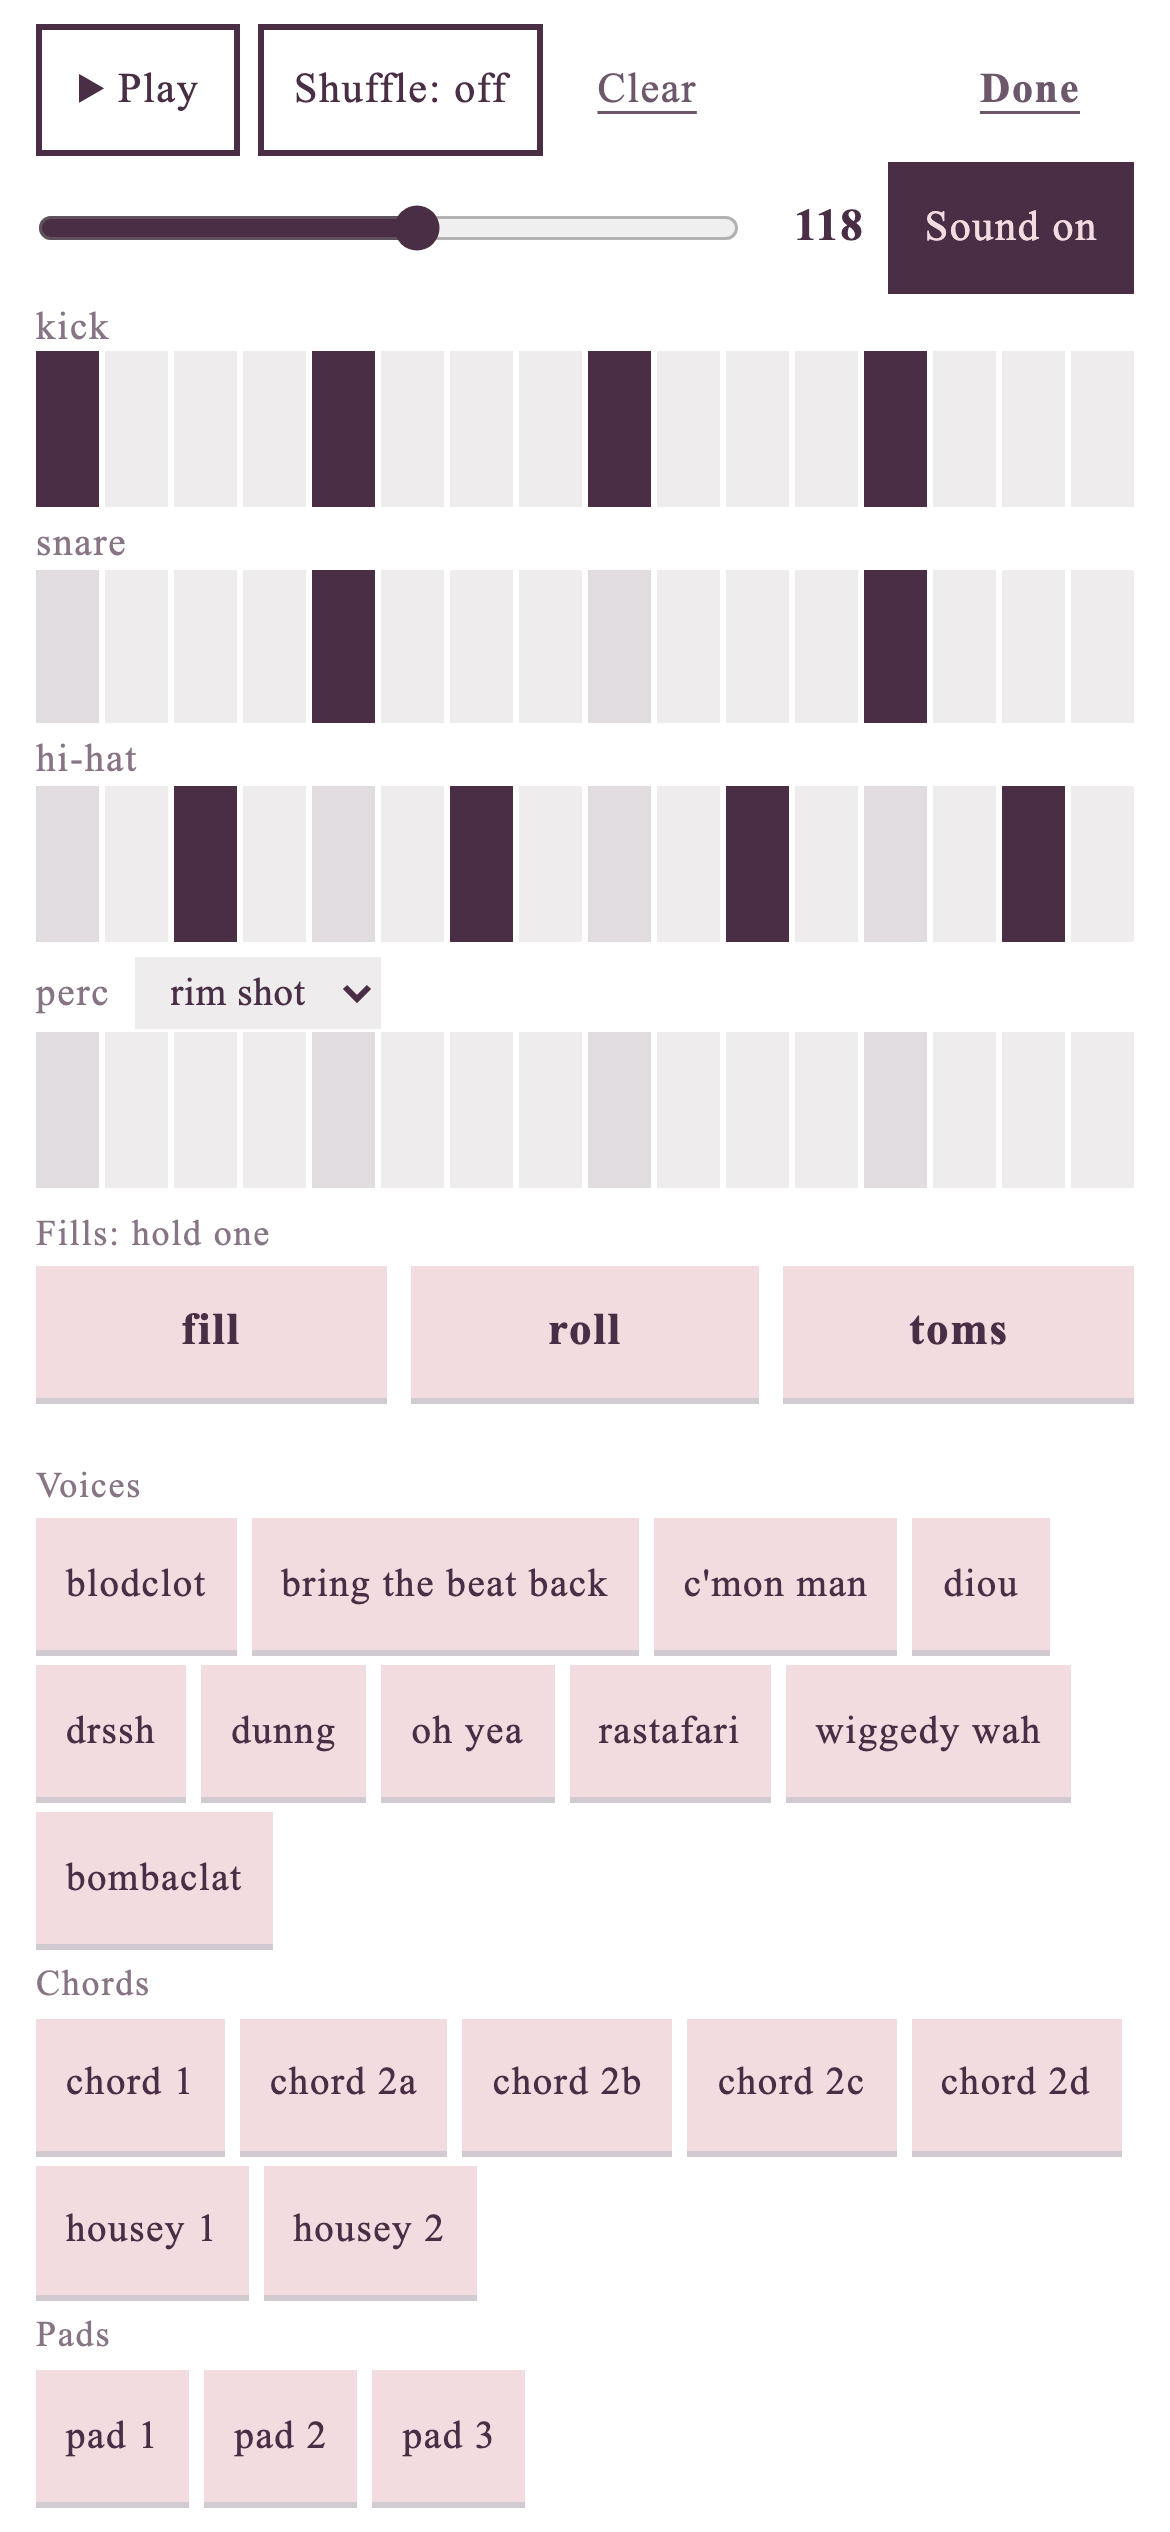 ▶ Play Shuffle: off Clear Done
118 Sound on
kick
snare
hi-hat
perc rim shot
Fills: hold one
fill roll toms
Voices
blodclot bring the beat back c'mon man diou
drssh dunng oh yea rastafari wiggedy wah
bombaclat
Chords
chord 1 chord 2a chord 2b chord 2c chord 2d
housey 1 housey 2
Pads
pad 1 pad 2 pad 3